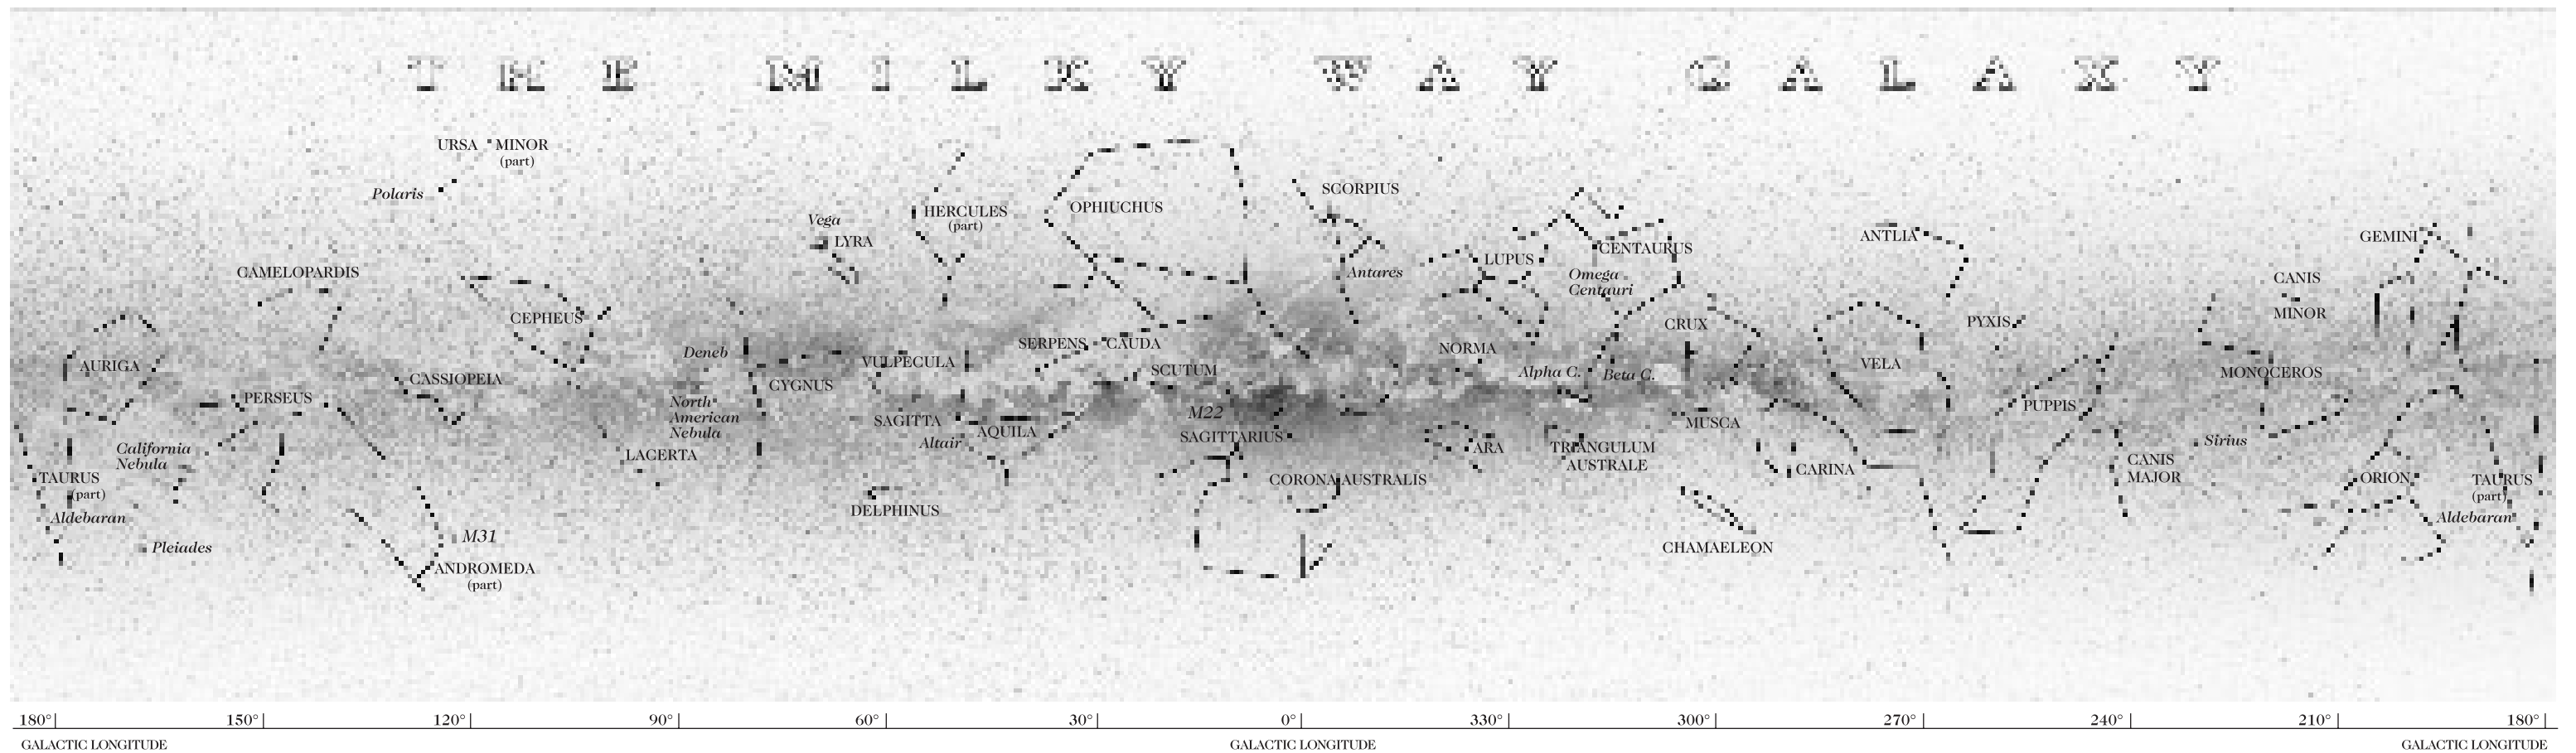 THE MILKY WAY GALAXY
URSA MINOR
(part)
Polaris
SCORPIUS
OPHIUCHUS
HERCULES
(part)
Vega
LYRA
ANTLIA
GEMINI
CENTAURUS
LUPUS
CAMELOPARDIS
Antares
Omega
Centauri
CANIS
MINOR
CEPHEUS
CRUX
PYXIS
SERPENS CAUDA
NORMA
Deneb
VULPECULA
AURIGA
VELA
SCUTUM
Alpha C.
Beta C.
MONOCEROS
CASSIOPEIA
CYGNUS
PERSEUS
North
American
Nebula
PUPPIS
M22
SAGITTA
MUSCA
AQUILA
SAGITTARIUS
Altair
Sirius
California
Nebula
ARA
TRIANGULUM
AUSTRALE
LACERTA
CANIS
MAJOR
CARINA
TAURUS
(part)
CORONA AUSTRALIS
ORION
TAURUS
(part)
DELPHINUS
Aldebaran
Aldebaran
M31
Pleiades
CHAMAELEON
ANDROMEDA
(part)
180° 150° 120° 90° 60° 30° 0° 330° 300° 270° 240° 210° 180°
GALACTIC LONGITUDE GALACTIC LONGITUDE GALACTIC LONGITUDE